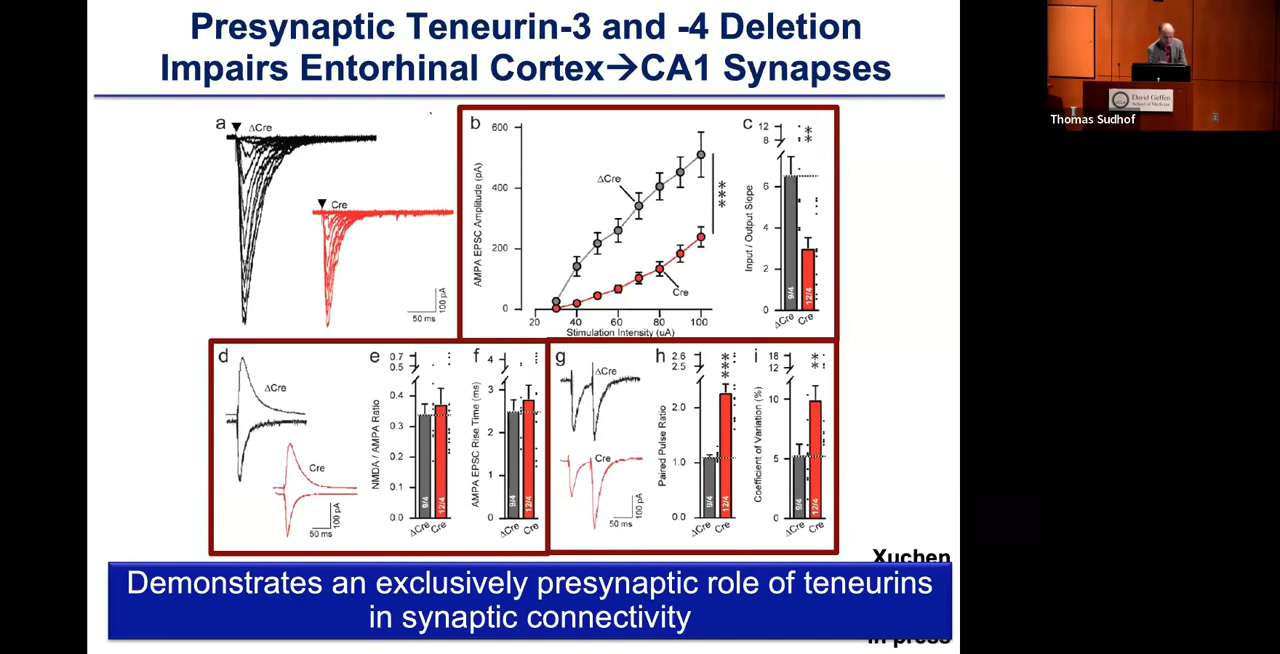 Presynaptic Teneurin-3 and -4 Deletion
Impairs Entorhinal Cortex→CA1 Synapses
a
ΔCre
Cre
100 pA
50 ms
b
600
400
200
0
AMPA EPSC Amplitude (pA)
ΔCre
Cre
***
20 40 60 80 100
Stimulation Intensity (uA)
c
12
8
6
4
2
0
Input / Output Slope
**
9/4
12/4
ΔCre
Cre
d
ΔCre
Cre
100 pA
50 ms
e
0.7
0.5
0.4
0.3
0.2
0.1
0.0
NMDA / AMPA Ratio
9/4
12/4
ΔCre
Cre
f
4
3
2
1
0
AMPA EPSC Rise Time (ms)
9/4
12/4
ΔCre
Cre
g
ΔCre
Cre
100 pA
50 ms
h
2.6
2.5
2.0
1.0
0.0
Paired Pulse Ratio
***
9/4
12/4
ΔCre
Cre
i
18
12
10
5
0
Coefficient of Variation (%)
**
9/4
12/4
ΔCre
Cre
Xuchen
Demonstrates an exclusively presynaptic role of teneurins
in synaptic connectivity
in press
David Geffen
School of Medicine
Thomas Sudhof